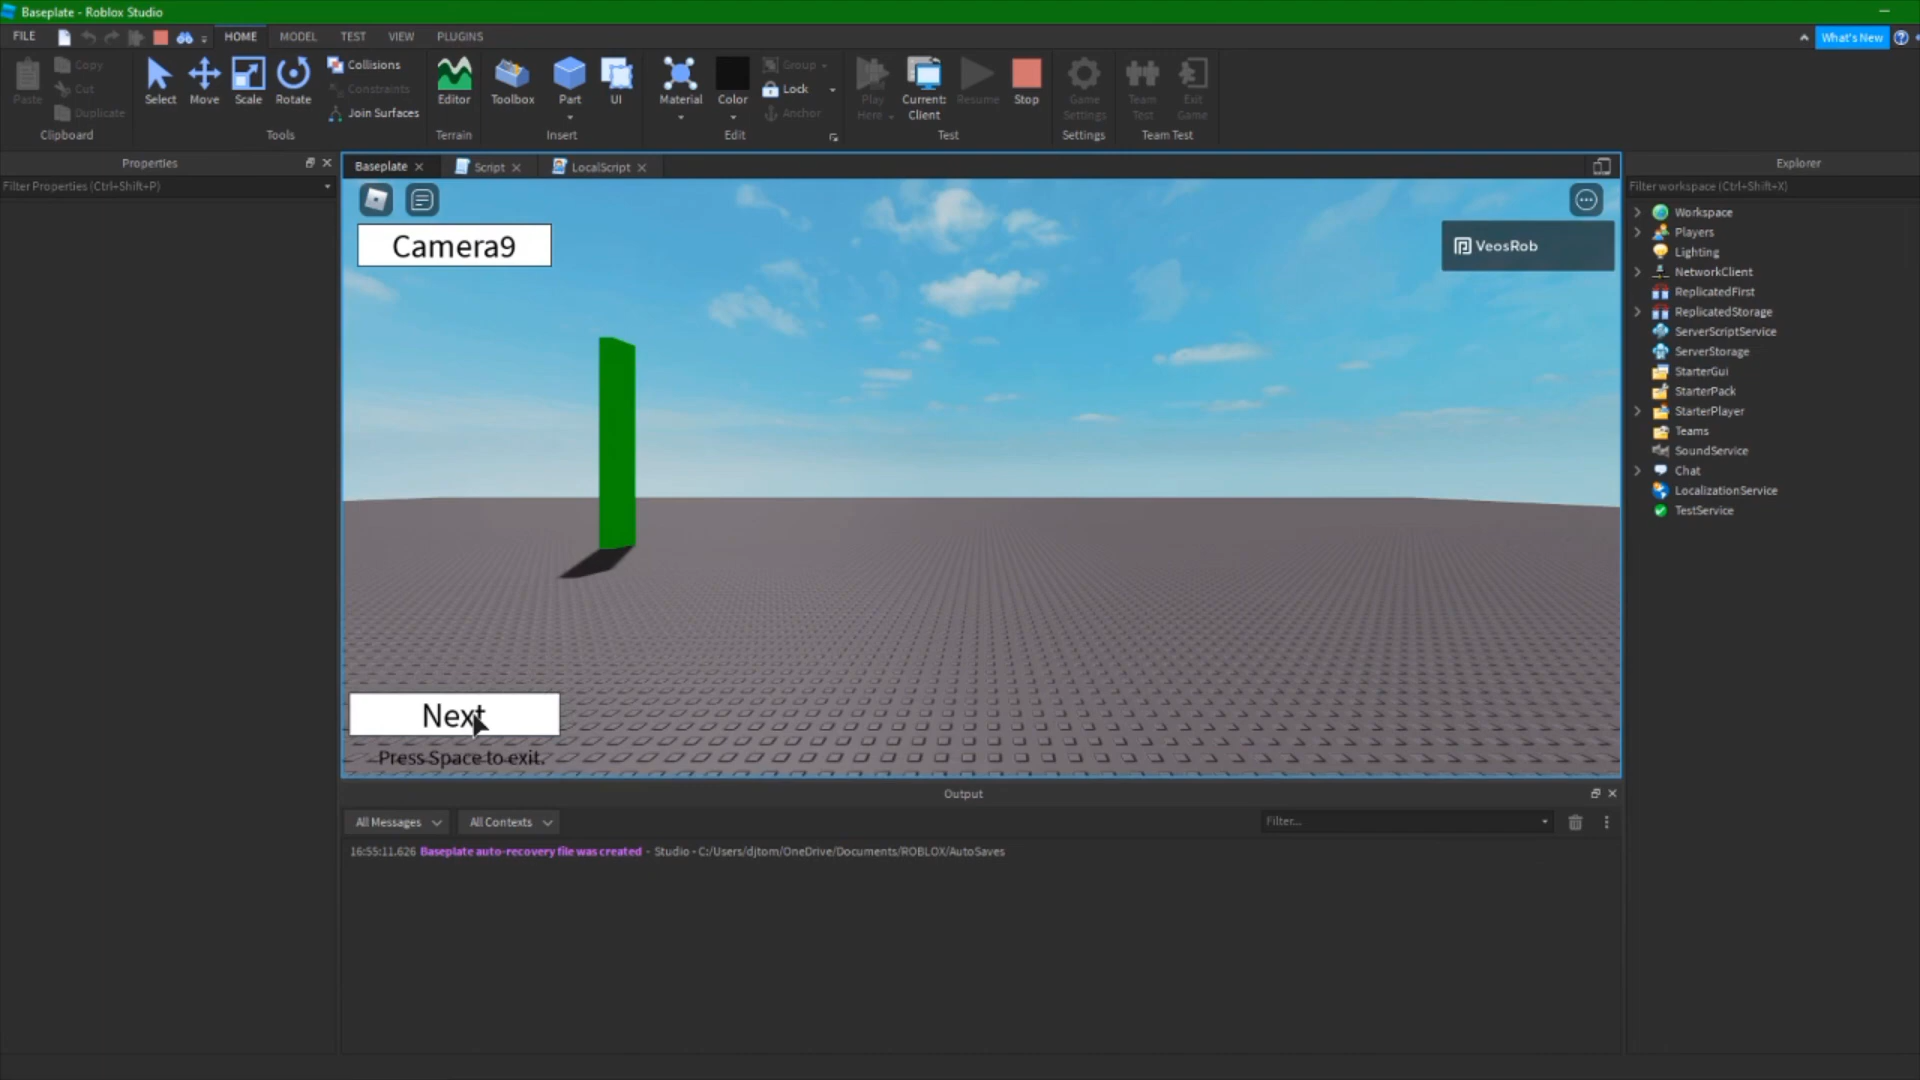 Baseplate - Roblox Studio
FILE HOME MODEL TEST VIEW PLUGINS What's New
Paste Copy Cut Duplicate Clipboard
Select Move Scale Rotate Collisions Constraints Join Surfaces Tools
Editor Terrain
Toolbox Part UI Insert
Material Color Group Lock Anchor Edit
Play Here Current: Client Resume Stop Test
Game Settings Settings
Team Test Exit Game Team Test
Properties
Filter Properties (Ctrl+Shift+P)
Baseplate Script LocalScript
Camera9
VeosRob
Next
Press Space to exit.
Output
All Messages All Contexts Filter...
16:55:11.626 Baseplate auto-recovery file was created - Studio - C:/Users/djtom/OneDrive/Documents/ROBLOX/AutoSaves
Explorer
Filter workspace (Ctrl+Shift+X)
Workspace
Players
Lighting
NetworkClient
ReplicatedFirst
ReplicatedStorage
ServerScriptService
ServerStorage
StarterGui
StarterPack
StarterPlayer
Teams
SoundService
Chat
LocalizationService
TestService